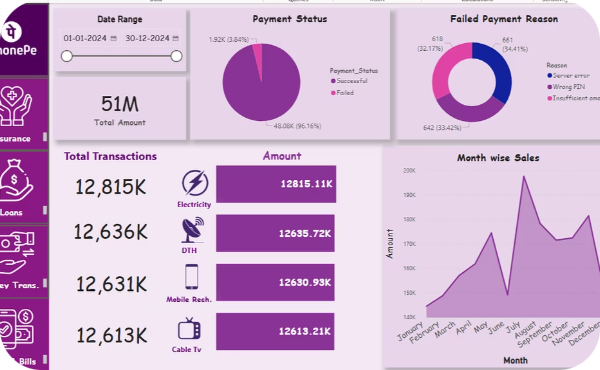 Date Range
01-01-2024
30-12-2024
51M
Total Amount
Payment Status
1.92K (3.84%)
48.08K (96.16%)
Payment_Status
Successful
Failed
Failed Payment Reason
618
(32.17%)
661
(34.41%)
642 (33.42%)
Reason
Server error
Wrong PIN
Insufficient
Total Transactions
Amount
12,815K
Electricity
12815.11K
12,636K
DTH
12635.72K
12,631K
Mobile Rech.
12630.93K
12,613K
Cable Tv
12613.21K
Month wise Sales
Amount
200K
190K
180K
170K
160K
150K
140K
January
February
March
April
May
June
July
August
September
October
November
Month
nonePe
surance
Loans
ey Trans.
Bills